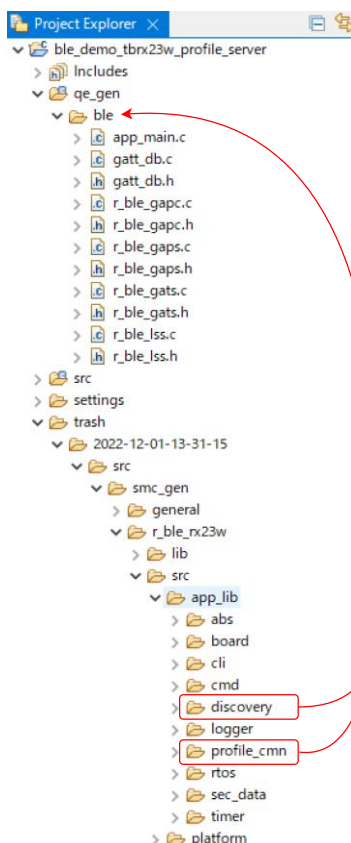 Project Explorer
ble_demo_tbrx23w_profile_server
Includes
qe_gen
ble
app_main.c
gatt_db.c
gatt_db.h
r_ble_gapc.c
r_ble_gapc.h
r_ble_gaps.c
r_ble_gaps.h
r_ble_gats.c
r_ble_gats.h
r_ble_lss.c
r_ble_lss.h
src
settings
trash
2022-12-01-13-31-15
src
smc_gen
general
r_ble_rx23w
lib
src
app_lib
abs
board
cli
cmd
discovery
logger
profile_cmn
rtos
sec_data
timer
platform